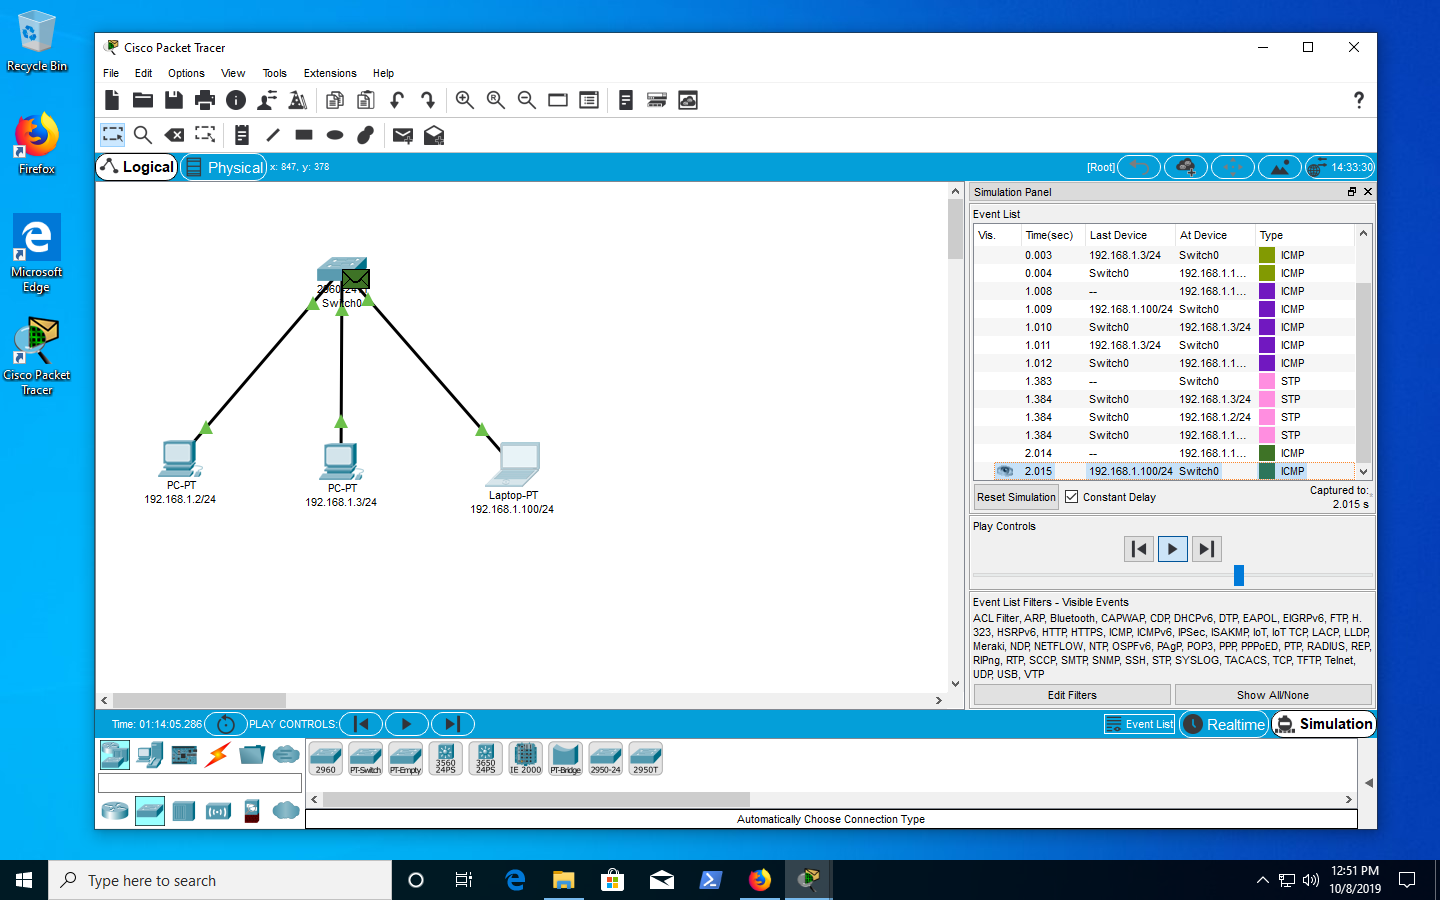 Recycle Bin
Firefox
Microsoft
Edge
Cisco Packet
Tracer
Cisco Packet Tracer
File Edit Options View Tools Extensions Help
?
Logical Physical x: 847, y: 378 [Root] 14:33:30
Switch0
PC-PT
192.168.1.2/24
PC-PT
192.168.1.3/24
Laptop-PT
192.168.1.100/24
Simulation Panel
Event List
Vis. Time(sec) Last Device At Device Type
0.003 192.168.1.3/24 Switch0 ICMP
0.004 Switch0 192.168.1.1... ICMP
1.008 -- 192.168.1.1... ICMP
1.009 192.168.1.100/24 Switch0 ICMP
1.010 Switch0 192.168.1.3/24 ICMP
1.011 192.168.1.3/24 Switch0 ICMP
1.012 Switch0 192.168.1.1... ICMP
1.383 -- Switch0 STP
1.384 Switch0 192.168.1.3/24 STP
1.384 Switch0 192.168.1.2/24 STP
1.384 Switch0 192.168.1.1... STP
2.014 -- 192.168.1.1... ICMP
2.015 192.168.1.100/24 Switch0 ICMP
Reset Simulation Constant Delay Captured to:
2.015 s
Play Controls
Event List Filters - Visible Events
ACL Filter, ARP, Bluetooth, CAPWAP, CDP, DHCPv6, DTP, EAPOL, EIGRPv6, FTP, H.
323, HSRPv6, HTTP, HTTPS, ICMP, ICMPv6, IPSec, ISAKMP, IoT, IoT TCP, LACP, LLDP,
Meraki, NDP, NETFLOW, NTP, OSPFv6, PAgP, POP3, PPP, PPPoED, PTP, RADIUS, REP,
RIPng, RTP, SCCP, SMTP, SNMP, SSH, STP, SYSLOG, TACACS, TCP, TFTP, Telnet,
UDP, USB, VTP
Edit Filters Show All/None
Time: 01:14:05.286 PLAY CONTROLS: Event List Realtime Simulation
2960 PT-Switch PT-Empty 3560 24PS 3650 24PS IE 2000 PT-Bridge 2950-24 2950T
Automatically Choose Connection Type
Type here to search
12:51 PM
10/8/2019